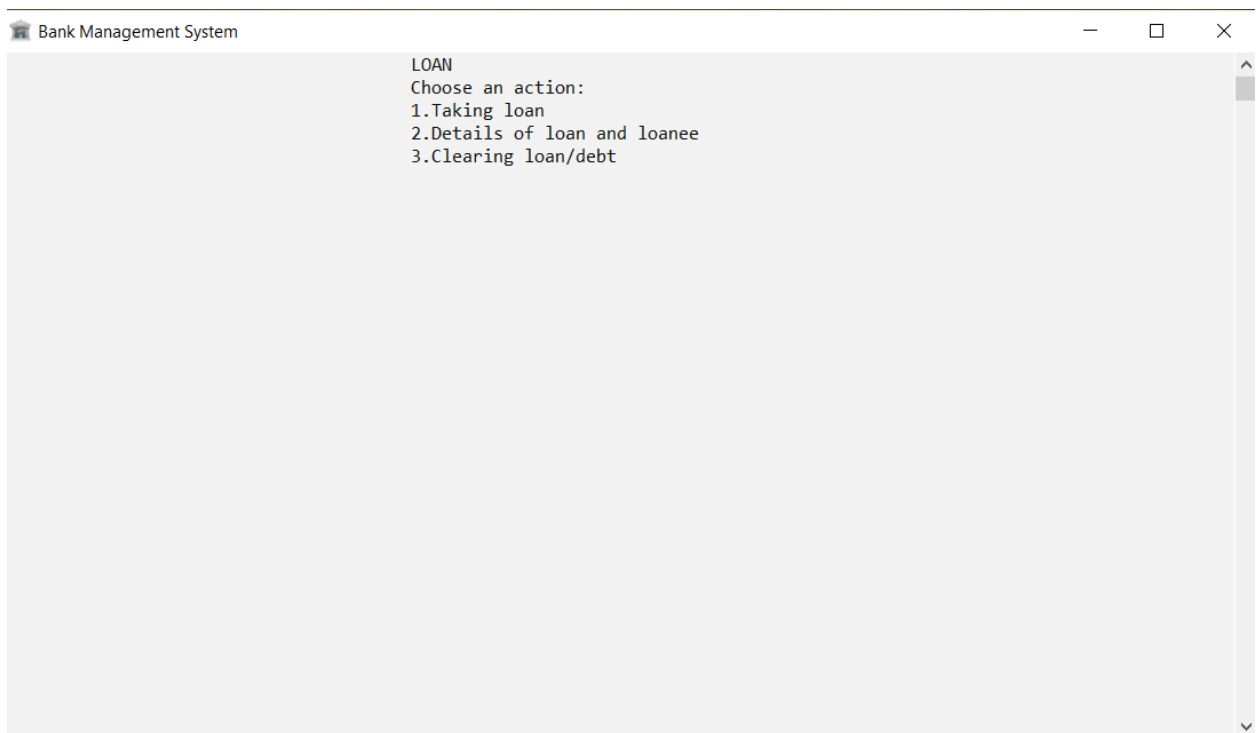 Bank Management System
LOAN
Choose an action:
1.Taking loan
2.Details of loan and loanee
3.Clearing loan/debt